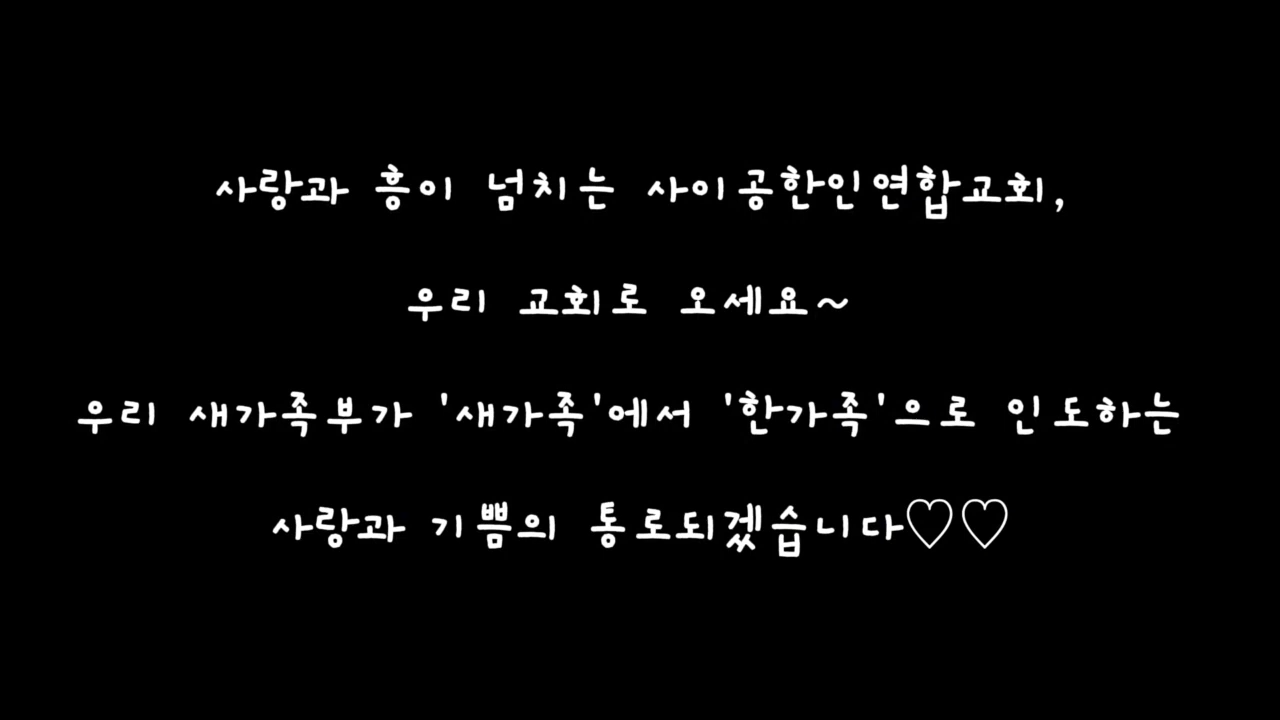 사랑과 흥이 넘치는 사이공한인연합교회,
우리 교회로 오세요~
우리 새가족부가 '새가족'에서 '한가족'으로 인도하는
사랑과 기쁨의 통로되겠습니다♡♡